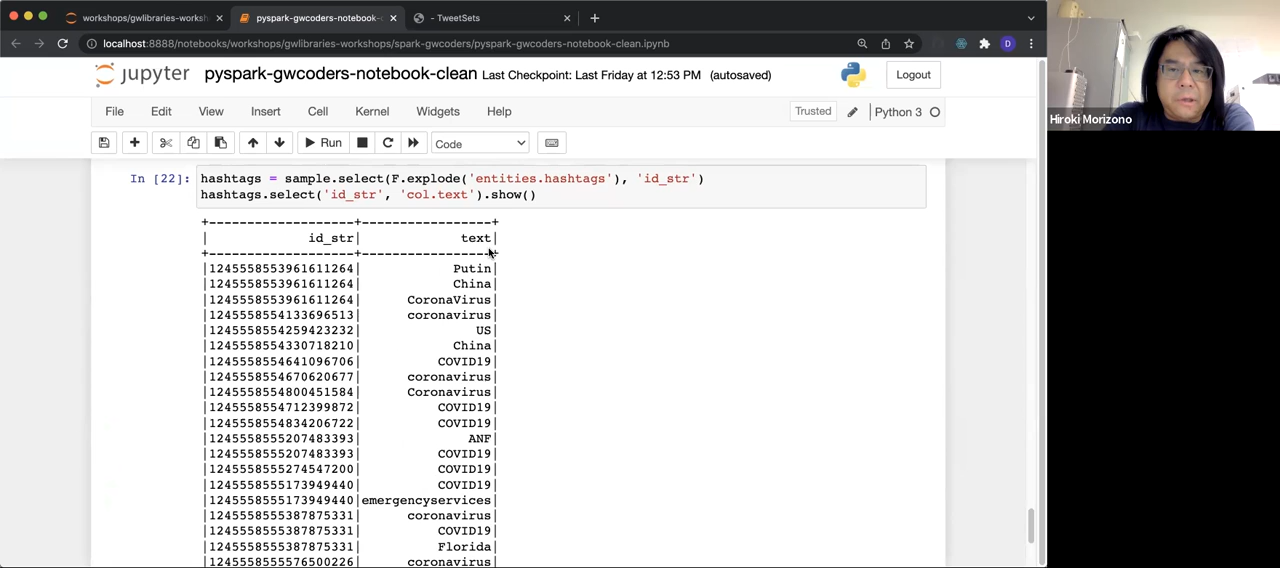 workshops/gwlibraries-worksh
pyspark-gwcoders-notebook-
- TweetSets
localhost:8888/notebooks/workshops/gwlibraries-workshops/spark-gwcoders/pyspark-gwcoders-notebook-clean.ipynb
D
jupyter pyspark-gwcoders-notebook-clean Last Checkpoint: Last Friday at 12:53 PM (autosaved)
Logout
File Edit View Insert Cell Kernel Widgets Help
Trusted
Python 3
Run
Code
Hiroki Morizono
In [22]: hashtags = sample.select(F.explode('entities.hashtags'), 'id_str')
hashtags.select('id_str', 'col.text').show()
+-------------------+-----------------+
| id_str| text|
+-------------------+-----------------+
|1245558553961611264| Putin|
|1245558553961611264| China|
|1245558553961611264| CoronaVirus|
|1245558554133696513| coronavirus|
|1245558554259423232| US|
|1245558554330718210| China|
|1245558554641096706| COVID19|
|1245558554670620677| coronavirus|
|1245558554800451584| Coronavirus|
|1245558554712399872| COVID19|
|1245558554834206722| COVID19|
|1245558555207483393| ANF|
|1245558555207483393| COVID19|
|1245558555274547200| COVID19|
|1245558555173949440| COVID19|
|1245558555173949440|emergencyservices|
|1245558555387875331| coronavirus|
|1245558555387875331| COVID19|
|1245558555387875331| Florida|
|1245558555576500226| coronavirus|